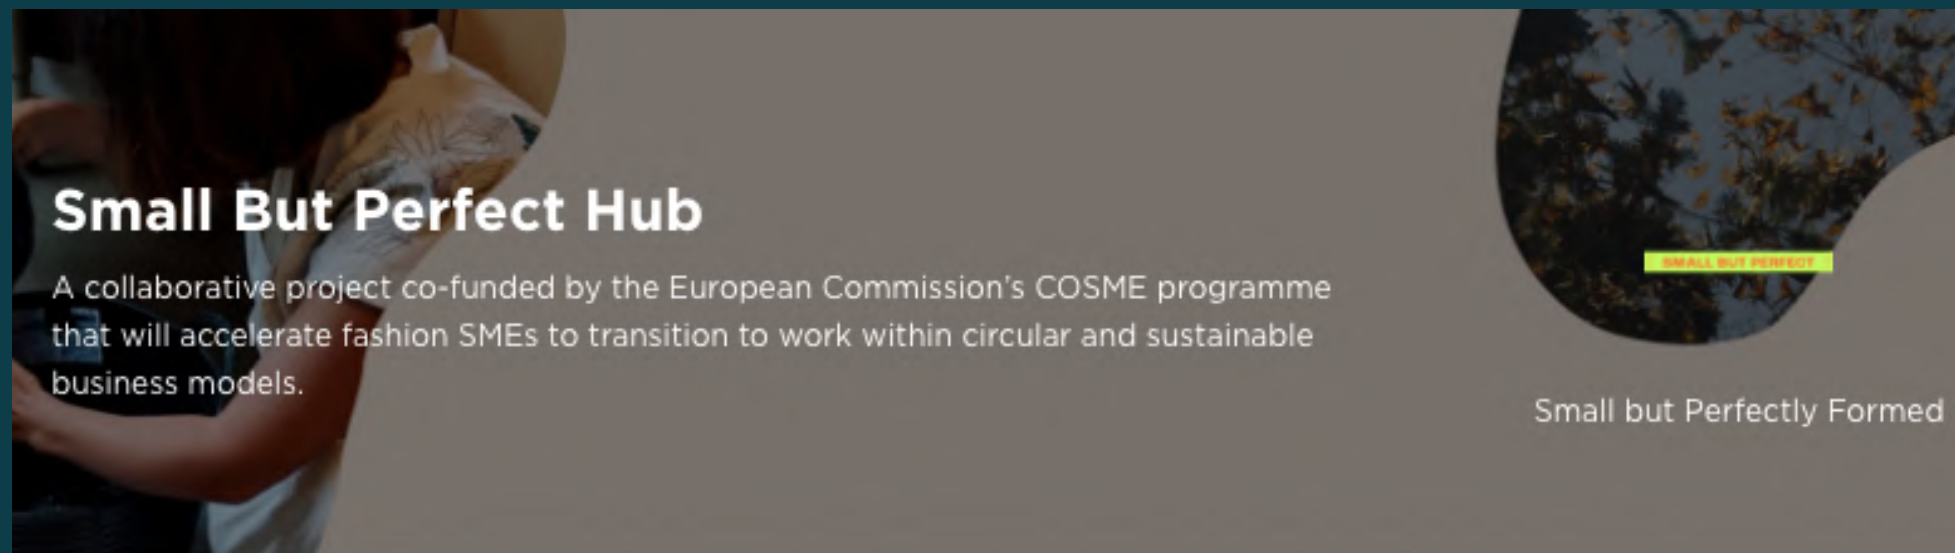 Small But Perfect Hub
A collaborative project co-funded by the European Commission's COSME programme
that will accelerate fashion SMEs to transition to work within circular and sustainable
business models.
SMALL BUT PERFECT
Small but Perfectly Formed